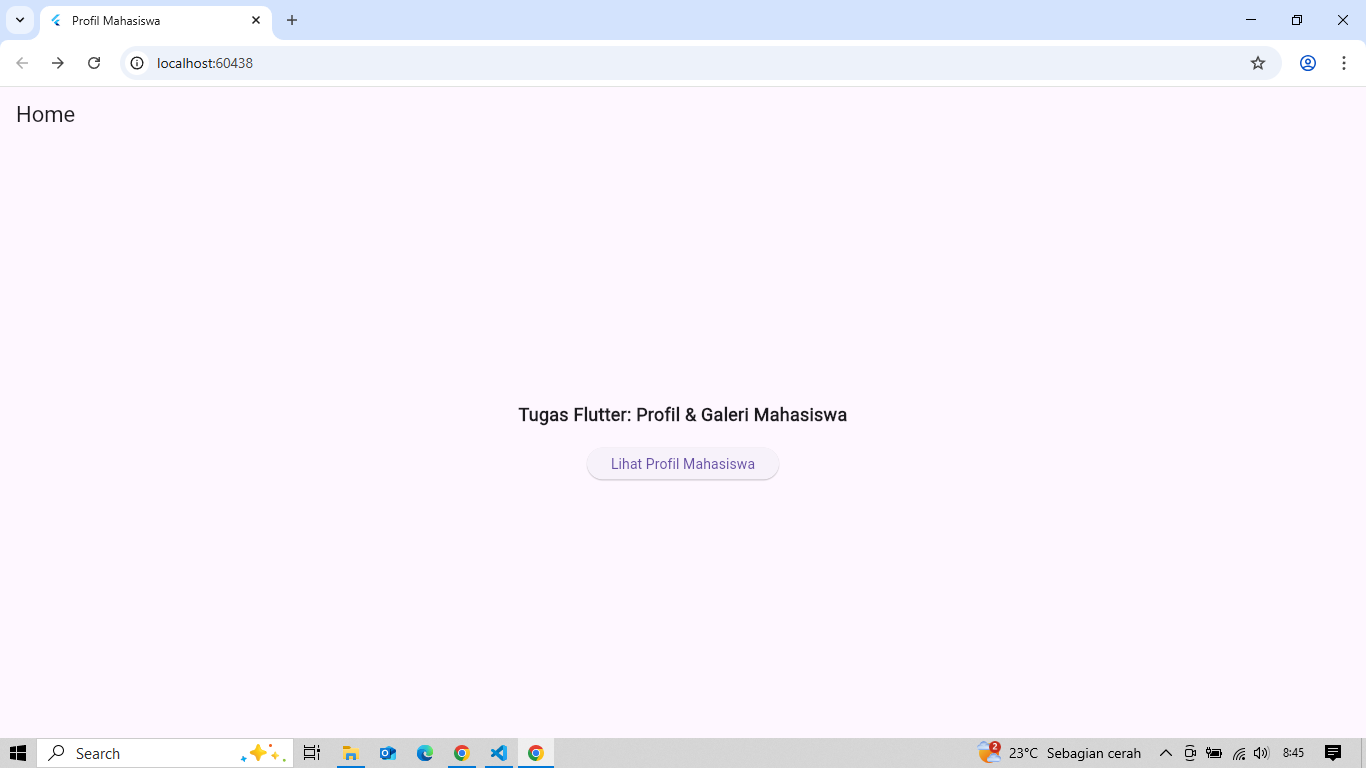 Profil Mahasiswa
localhost:60438
Home
Tugas Flutter: Profil & Galeri Mahasiswa
Lihat Profil Mahasiswa
Search
2
23°C Sebagian cerah
8:45